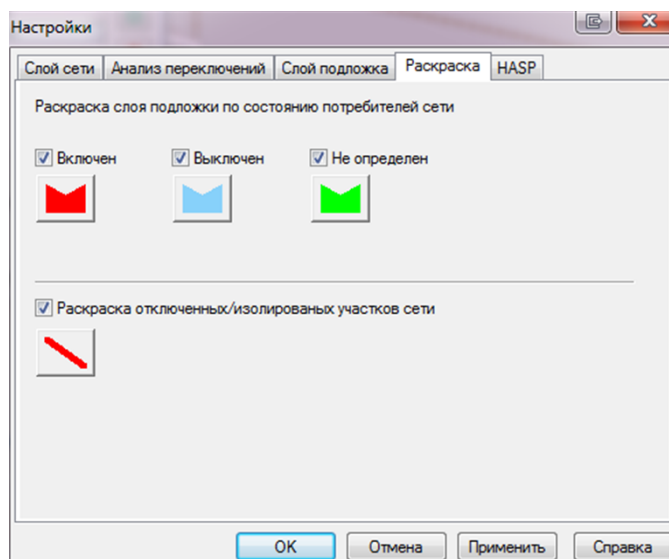 Настройки
Слой сети Анализ переключений Слой подложка Раскраска HASP
Раскраска слоя подложки по состоянию потребителей сети
Включен Выключен Не определен
Раскраска отключенных/изолированых участков сети
OK Отмена Применить Справка